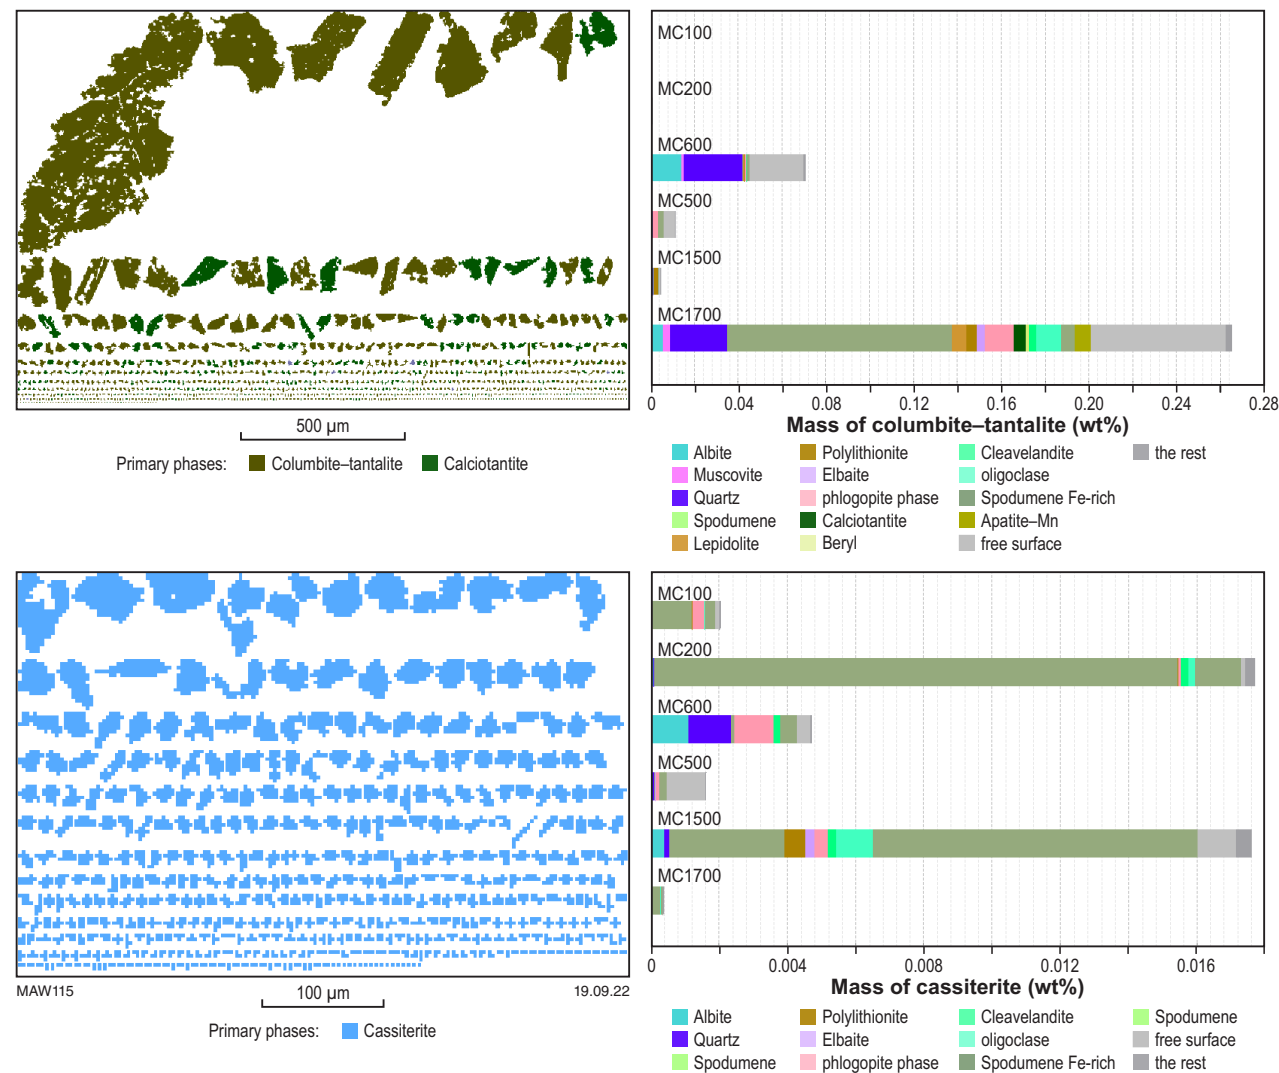 MC100
MC200
MC600
MC500
MC1500
MC1700
0 0.04 0.08 0.12 0.16 0.20 0.26 0.28
Mass of columbite–tantalite (wt%)
500 µm
Primary phases: Columbite–tantalite Calciotantite
Albite Polylithionite Cleavelandite the rest
Muscovite Elbaite oligoclase
Quartz phlogopite phase Spodumene Fe-rich
Spodumene Calciotantite Apatite–Mn
Lepidolite Beryl free surface
MC100
MC200
MC600
MC500
MC1500
MC1700
0 0.004 0.008 0.012 0.016
Mass of cassiterite (wt%)
MAW115 100 µm 19.09.22
Primary phases: Cassiterite
Albite Polylithionite Cleavelandite Spodumene
Quartz Elbaite oligoclase free surface
Spodumene phlogopite phase Spodumene Fe-rich the rest